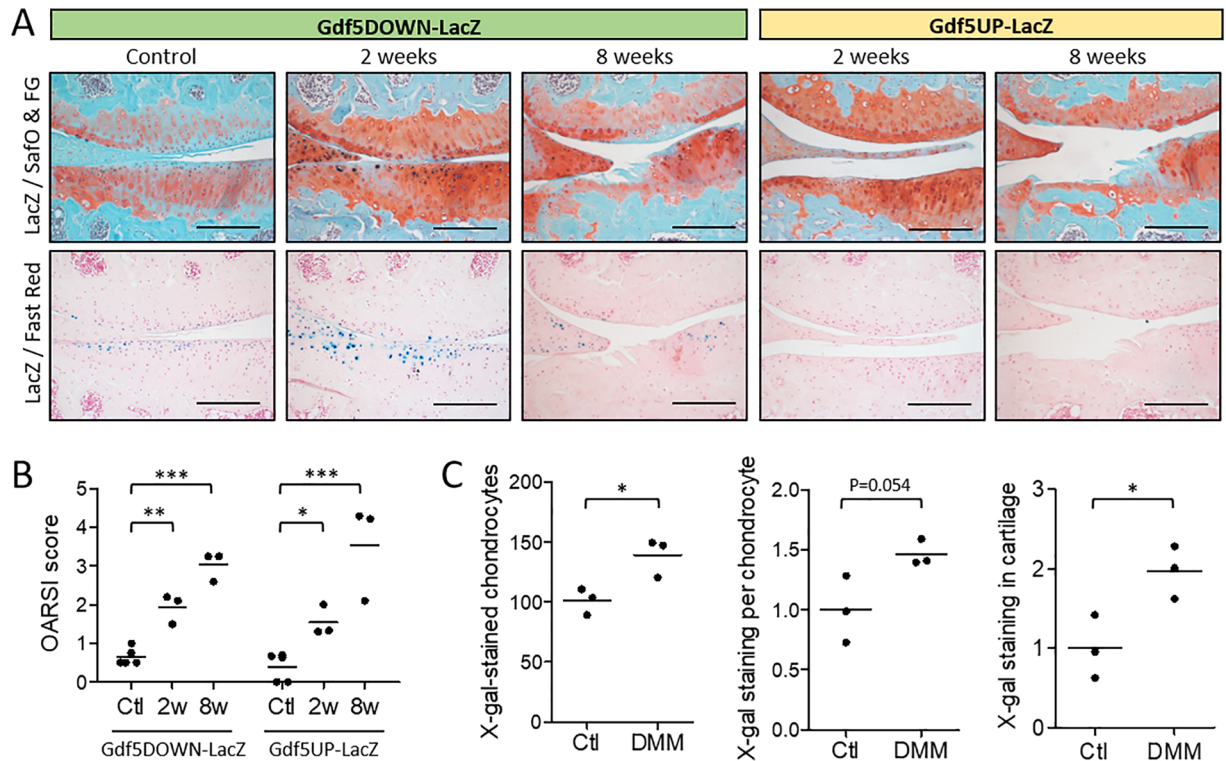 A
Gdf5DOWN-LacZ
Gdf5UP-LacZ
Control
2 weeks
8 weeks
2 weeks
8 weeks
LacZ / SafO & FG
LacZ / Fast Red
B
OARSI score
5
4
3
2
1
0
***
**
***
*
Ctl 2w 8w Ctl 2w 8w
Gdf5DOWN-LacZ Gdf5UP-LacZ
C
X-gal-stained chondrocytes
200
150
100
50
0
*
Ctl DMM
X-gal staining per chondrocyte
2.0
1.5
1.0
0.5
0.0
P=0.054
Ctl DMM
X-gal staining in cartilage
3
2
1
0
*
Ctl DMM